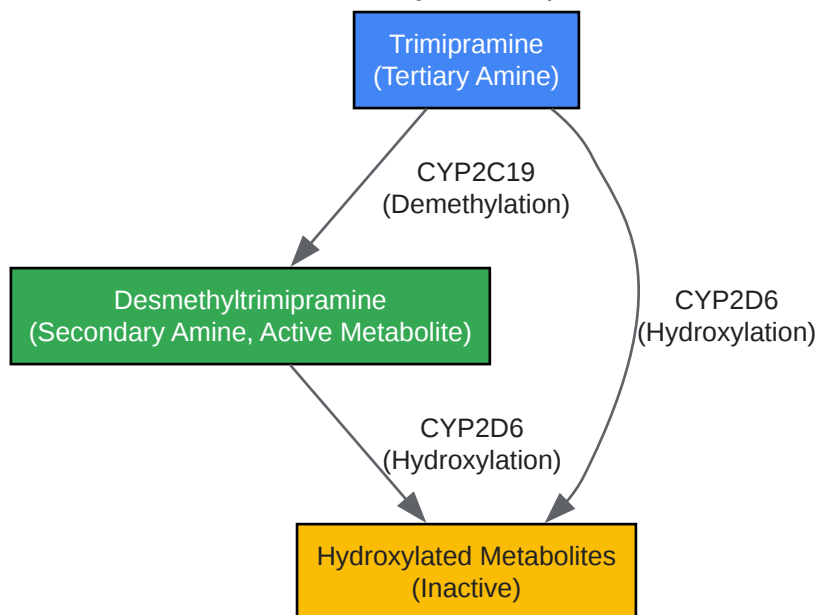 Trimipramine
(Tertiary Amine)
CYP2C19
(Demethylation)
Desmethyltrimipramine
(Secondary Amine, Active Metabolite)
CYP2D6
(Hydroxylation)
CYP2D6
(Hydroxylation)
Hydroxylated Metabolites
(Inactive)